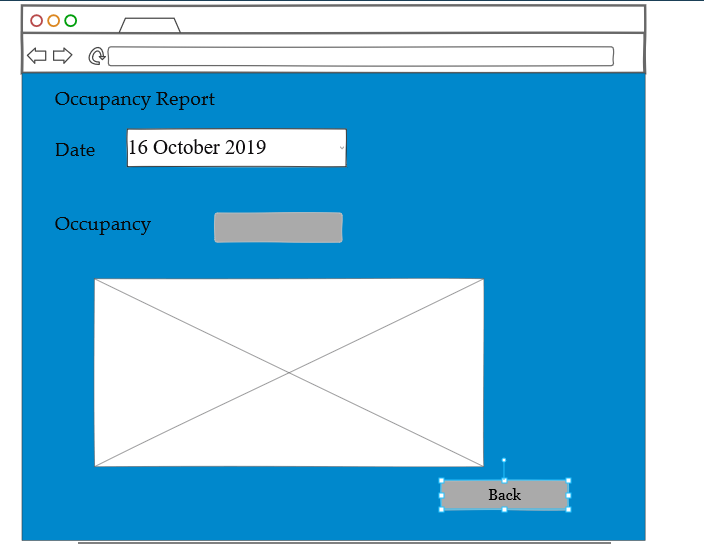 Occupancy Report
Date
16 October 2019
Occupancy
Back